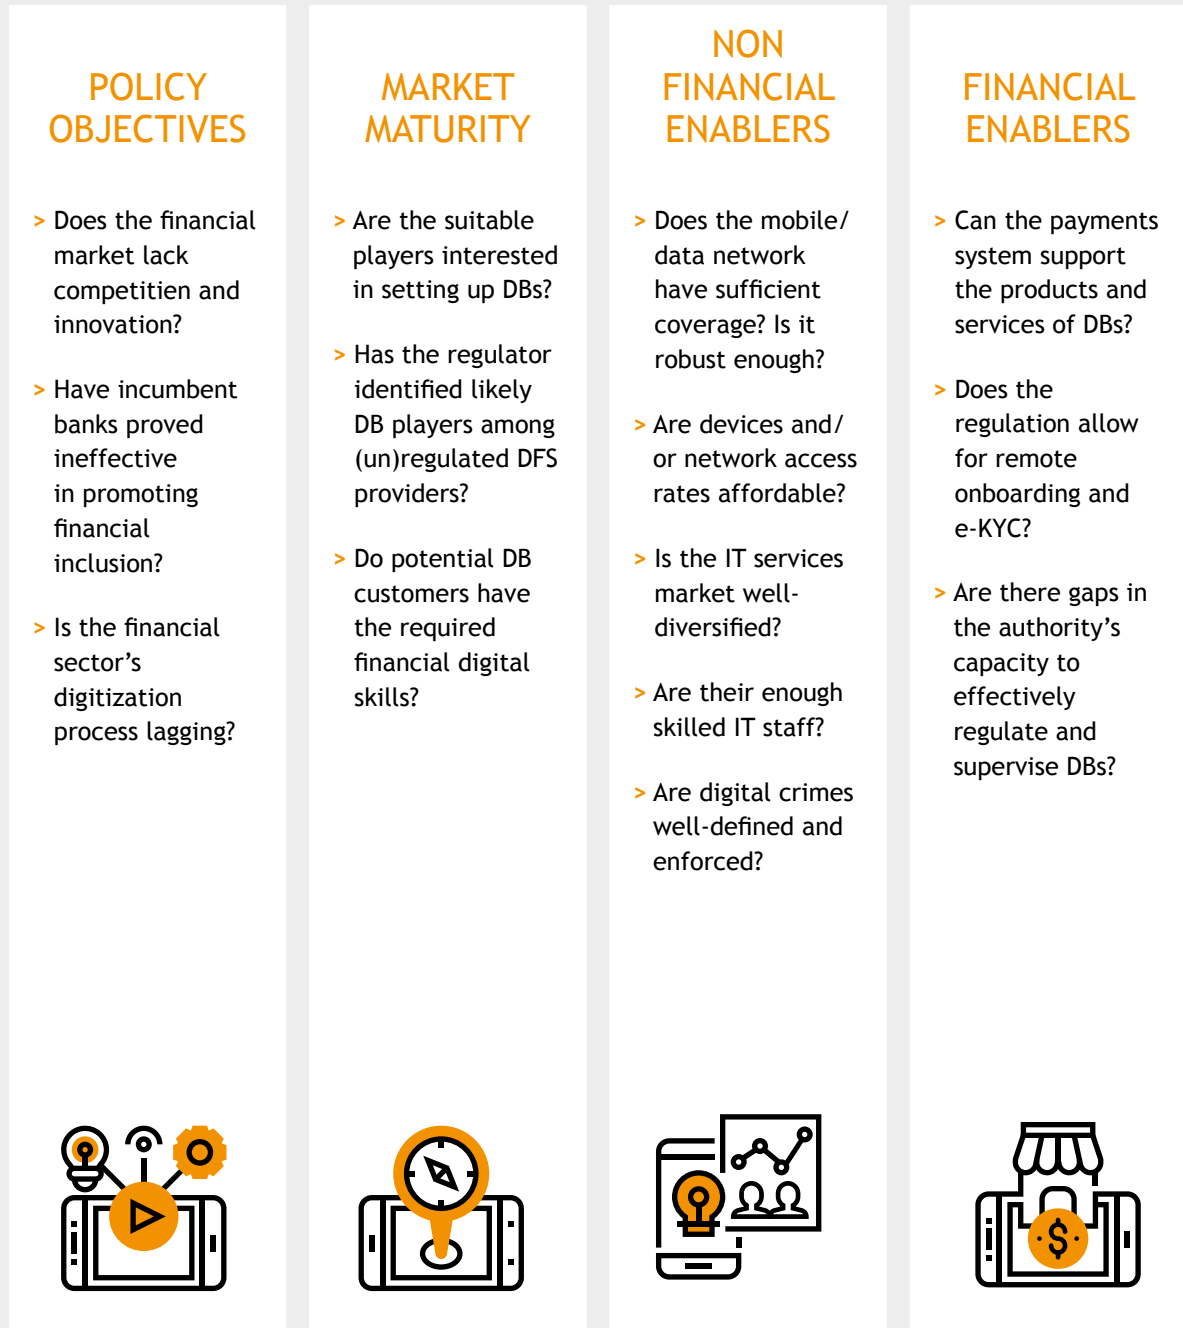 POLICY
OBJECTIVES
> Does the financial
market lack
competitien and
innovation?
> Have incumbent
banks proved
ineffective
in promoting
financial
inclusion?
> Is the financial
sector’s
digitization
process lagging?
MARKET
MATURITY
> Are the suitable
players interested
in setting up DBs?
> Has the regulator
identified likely
DB players among
(un)regulated DFS
providers?
> Do potential DB
customers have
the required
financial digital
skills?
NON
FINANCIAL
ENABLERS
> Does the mobile/
data network
have sufficient
coverage? Is it
robust enough?
> Are devices and/
or network access
rates affordable?
> Is the IT services
market well-
diversified?
> Are their enough
skilled IT staff?
> Are digital crimes
well-defined and
enforced?
FINANCIAL
ENABLERS
> Can the payments
system support
the products and
services of DBs?
> Does the
regulation allow
for remote
onboarding and
e-KYC?
> Are there gaps in
the authority’s
capacity to
effectively
regulate and
supervise DBs?
$